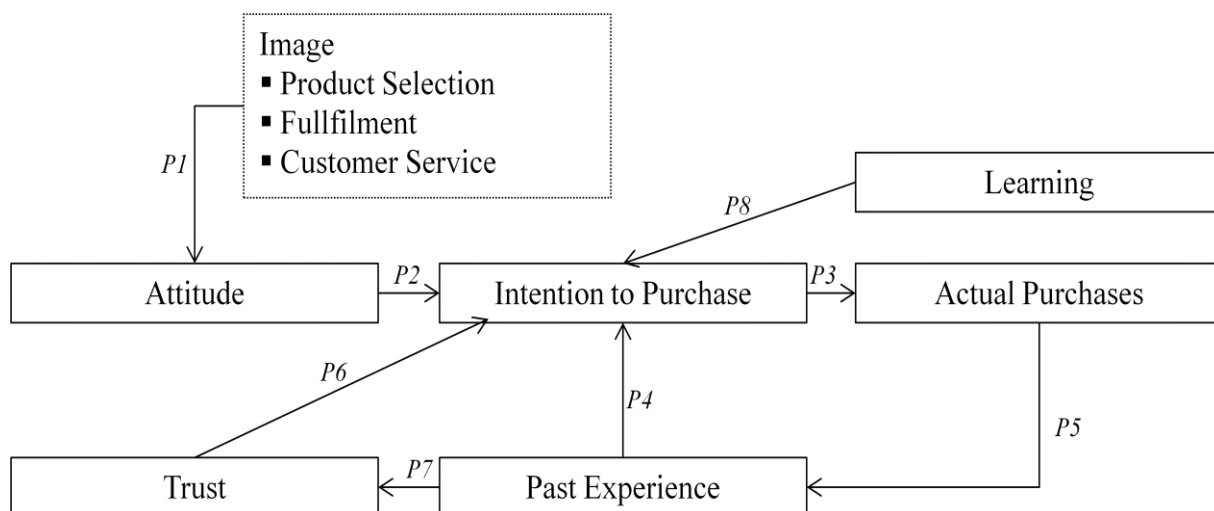 Image
▪ Product Selection
▪ Fullfilment
▪ Customer Service
P1
Learning
P8
Attitude
P2
Intention to Purchase
P3
Actual Purchases
P6
P4
P5
Trust
P7
Past Experience